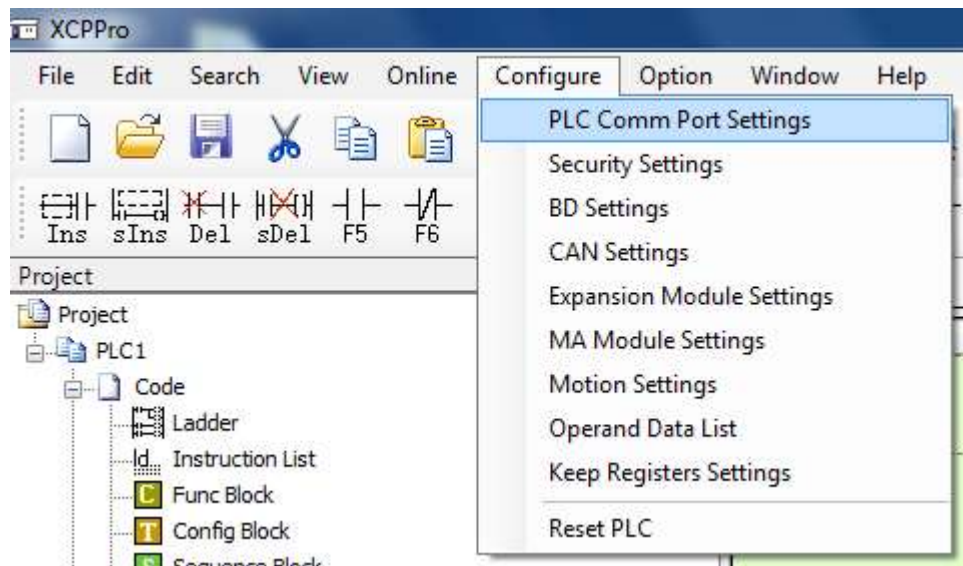 XCPPro
File Edit Search View Online Configure Option Window Help
PLC Comm Port Settings
Security Settings
BD Settings
CAN Settings
Expansion Module Settings
MA Module Settings
Motion Settings
Operand Data List
Keep Registers Settings
Reset PLC
Ins sIns Del sDel F5 F6
Project
Project
PLC1
Code
Ladder
Instruction List
Func Block
Config Block
Sequence Block